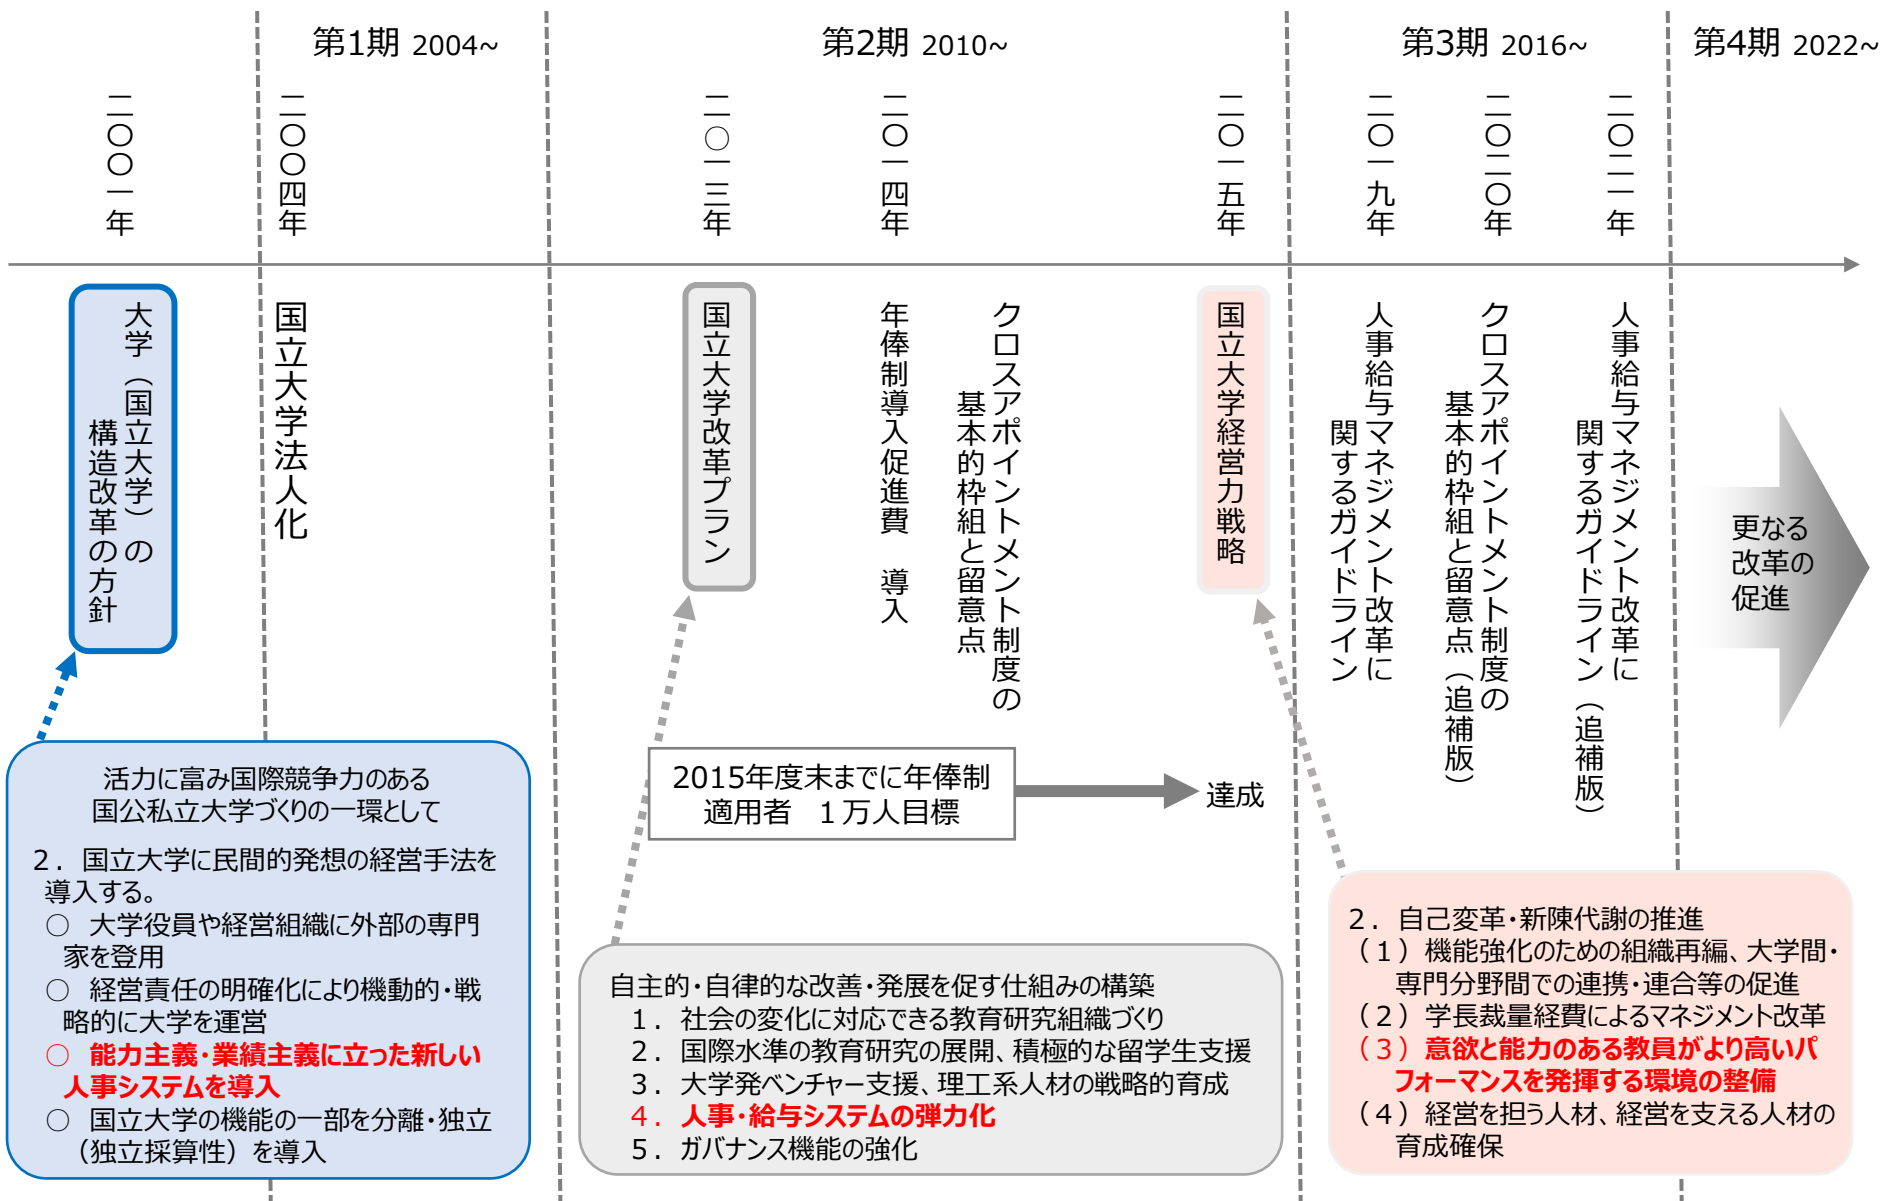 第1期 2004~
第2期 2010~
第3期 2016~
第4期 2022~
二〇〇一年
二〇〇四年
二〇一三年
二〇一四年
二〇一五年
二〇一九年
二〇二〇年
二〇二一年
大学（国立大学）の
構造改革の方針
国立大学法人化
国立大学改革プラン
年俸制導入促進費　導入
クロスアポイントメント制度の
基本的枠組と留意点
国立大学経営力戦略
人事給与マネジメント改革に
関するガイドライン
クロスアポイントメント制度の
基本的枠組と留意点（追補版）
人事給与マネジメント改革に
関するガイドライン（追補版）
更なる
改革の
促進
活力に富み国際競争力のある
国公私立大学づくりの一環として
２．国立大学に民間的発想の経営手法を
導入する。
○ 大学役員や経営組織に外部の専門
家を登用
○ 経営責任の明確化により機動的・戦
略的に大学を運営
○ 能力主義・業績主義に立った新しい
人事システムを導入
○ 国立大学の機能の一部を分離・独立
（独立採算性）を導入
2015年度末までに年俸制
適用者　１万人目標
達成
自主的・自律的な改善・発展を促す仕組みの構築
１．社会の変化に対応できる教育研究組織づくり
２．国際水準の教育研究の展開、積極的な留学生支援
３．大学発ベンチャー支援、理工系人材の戦略的育成
４．人事・給与システムの弾力化
５．ガバナンス機能の強化
２．自己変革・新陳代謝の推進
（１）機能強化のための組織再編、大学間・
専門分野間での連携・連合等の促進
（２）学長裁量経費によるマネジメント改革
（３）意欲と能力のある教員がより高いパ
フォーマンスを発揮する環境の整備
（４）経営を担う人材、経営を支える人材の
育成確保